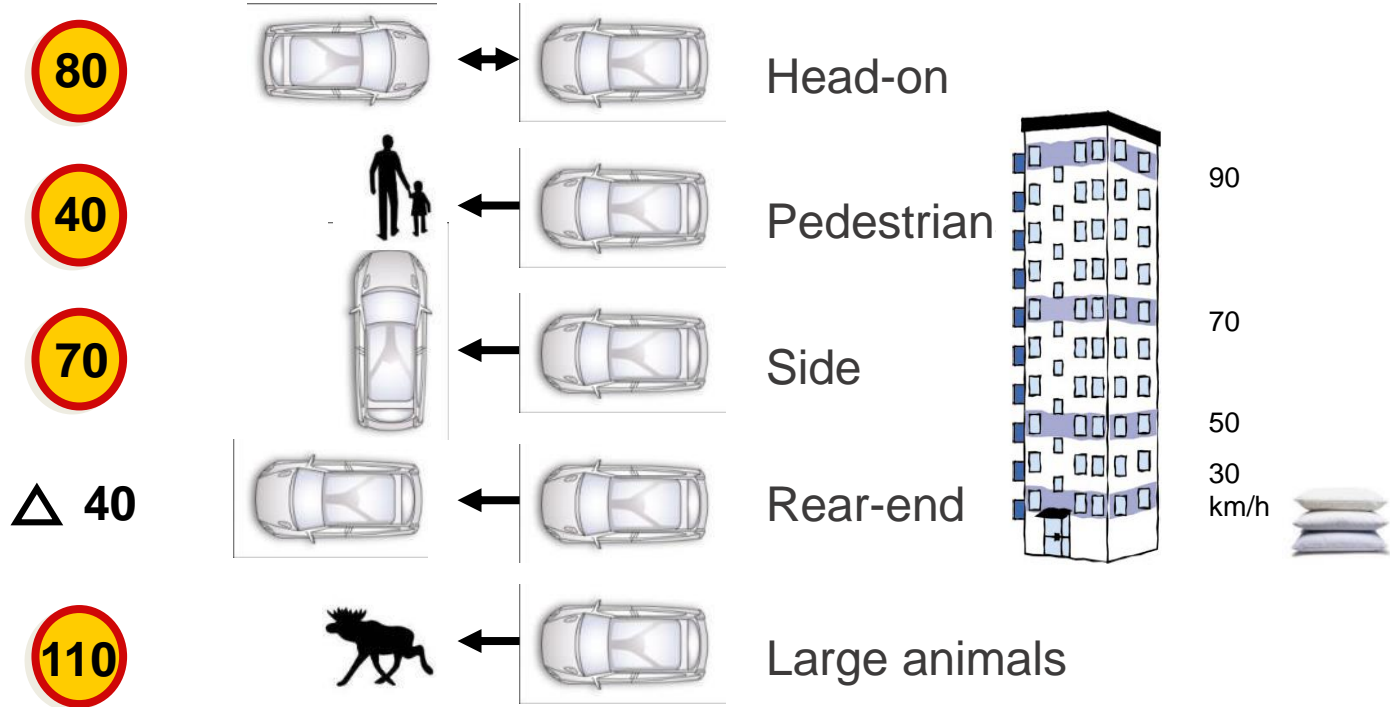 80
Head-on
40
Pedestrian
70
Side
△ 40
Rear-end
110
Large animals
90
70
50
30
km/h